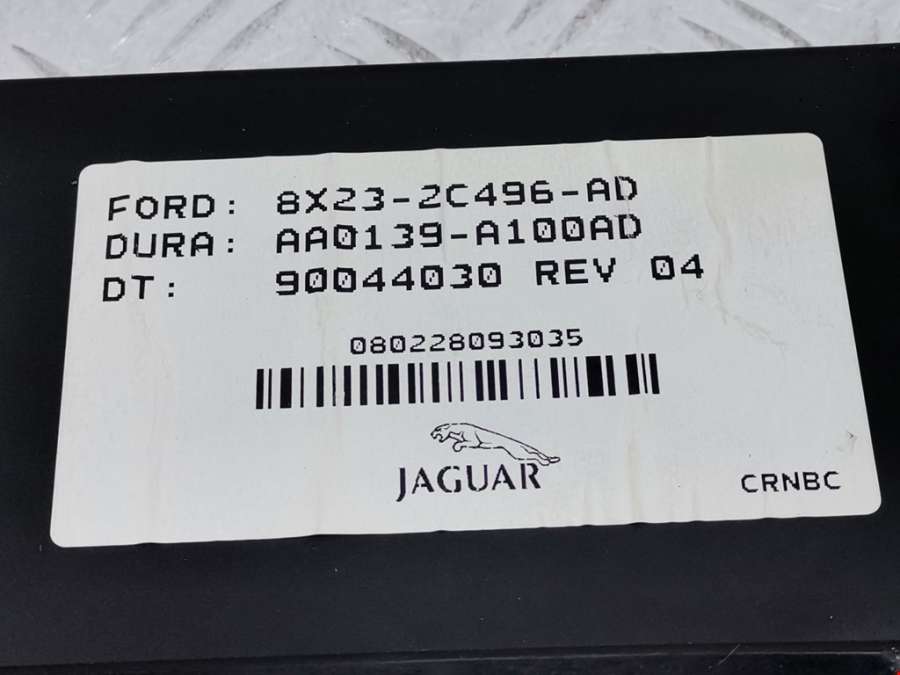 FORD: 8X23-2C496-AD
DURA: AA0139-A100AD
DT: 90044030 REV 04
080228093035
JAGUAR
CRNBC